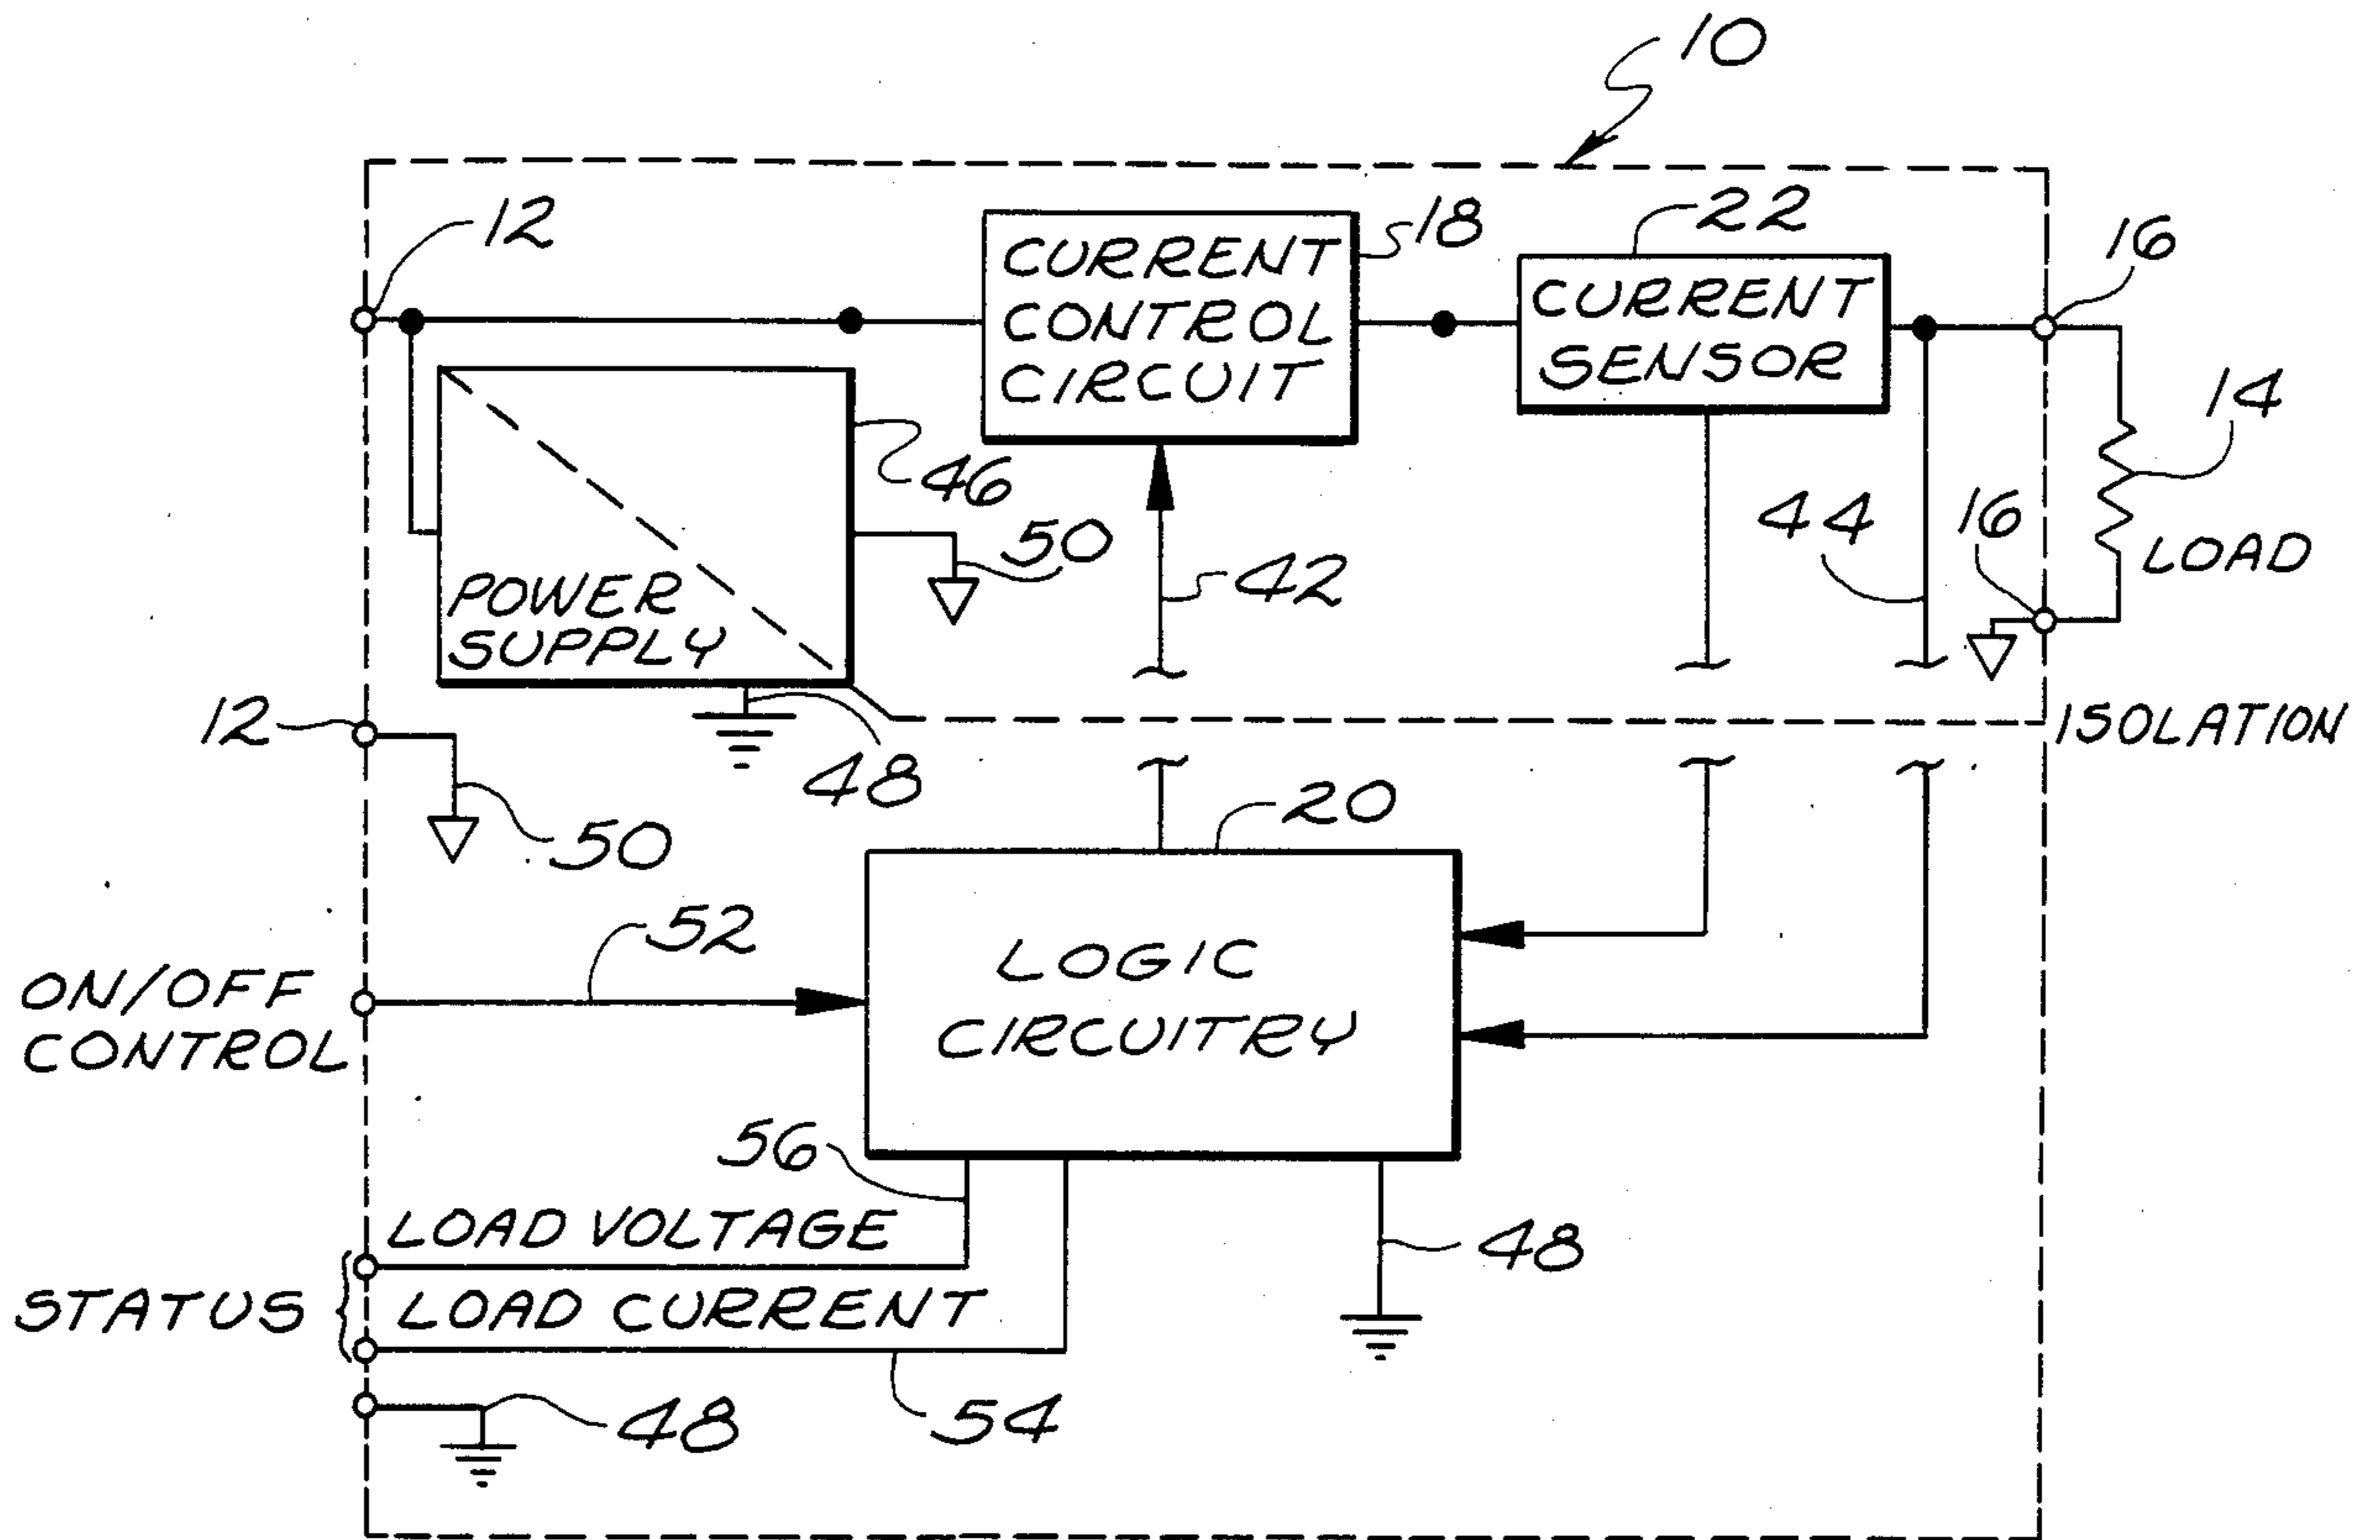 10
12
18
22
16
CURRENT
CONTROL
CIRCUIT
CURRENT
SENSOR
14
46
50
42
44
16
LOAD
POWER
SUPPLY
12
48
ISOLATION
50
20
52
ON/OFF
CONTROL
LOGIC
CIRCUITRY
56
LOAD VOLTAGE
48
STATUS
LOAD CURRENT
48
54